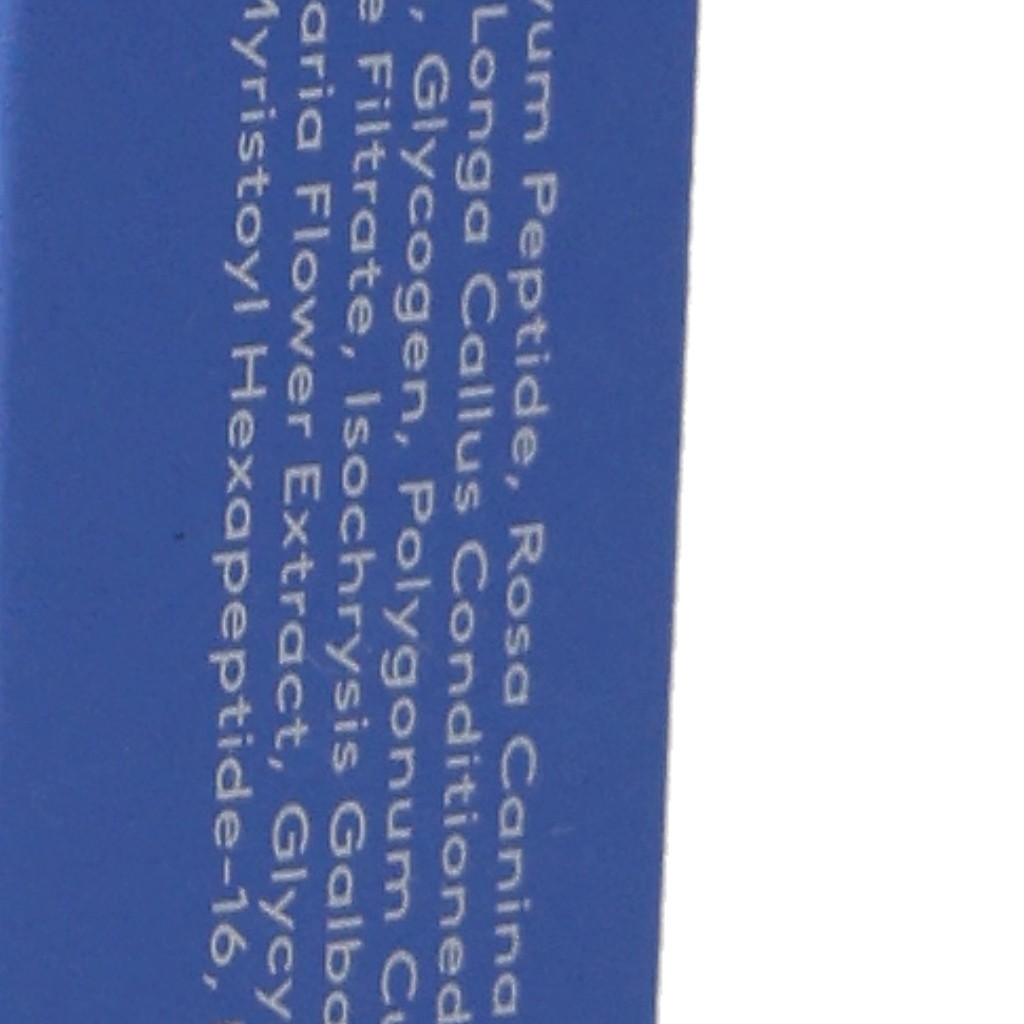 yum Peptide, Rosa Canina
Longa Callus Conditioned
, Glycogen, Polygonum Cu
e Filtrate, Isochrysis Galba
aria Flower Extract, Glycy
Myristoyl Hexapeptide-16,